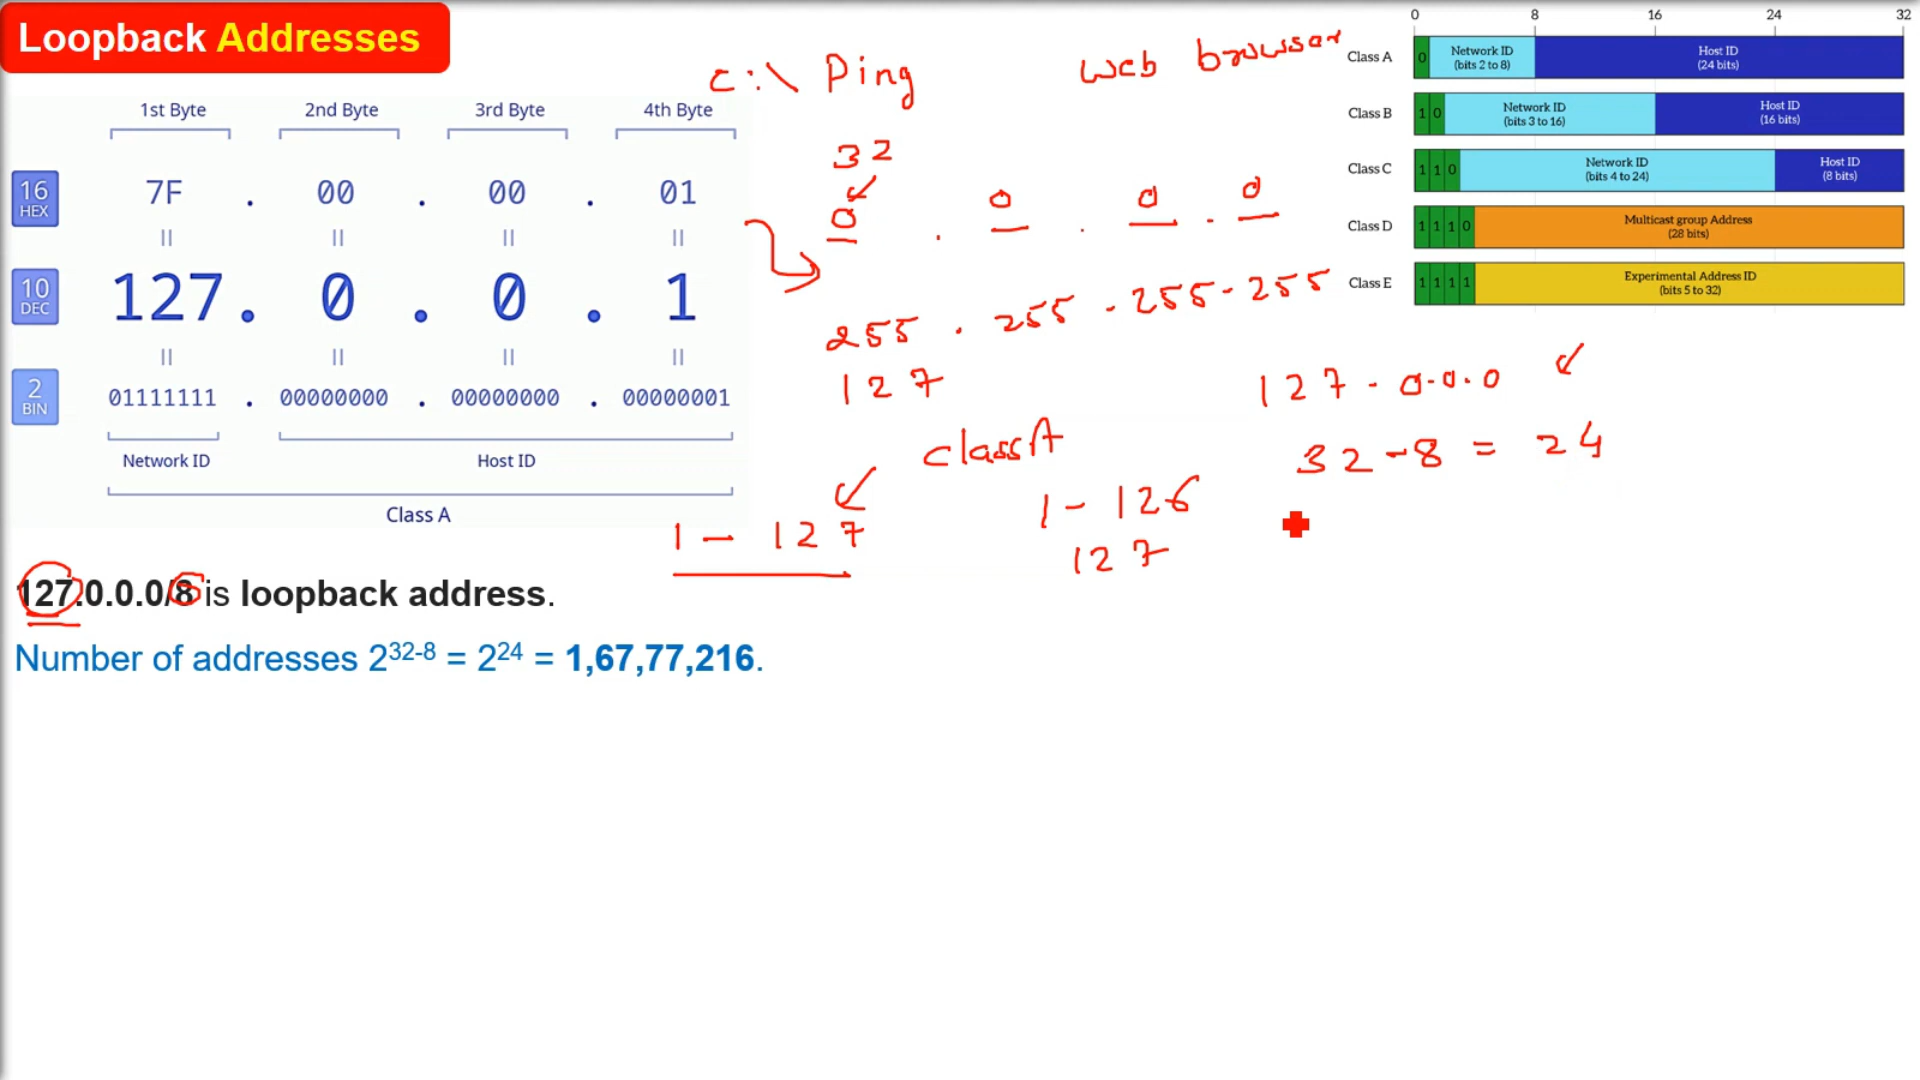 Loopback Addresses
1st Byte 2nd Byte 3rd Byte 4th Byte
16 HEX 7F . 00 . 00 . 01
= = = =
10 DEC 127 . 0 . 0 . 1
= = = =
2 BIN 01111111 . 00000000 . 00000000 . 00000001
Network ID Host ID
Class A
c:\ Ping web browser
32
0 . 0 . 0 . 0
255 . 255 . 255 - 255
127
class A
1 - 127
1 - 126
127
127 - 0.0.0
32 - 8 = 24
0 8 16 24 32
Class A 0 Network ID (bits 2 to 8) Host ID (24 bits)
Class B 1 0 Network ID (bits 3 to 16) Host ID (16 bits)
Class C 1 1 0 Network ID (bits 4 to 24) Host ID (8 bits)
Class D 1 1 1 0 Multicast group Address (28 bits)
Class E 1 1 1 1 Experimental Address ID (bits 5 to 32)
127.0.0.0/8 is loopback address.
Number of addresses 2³²⁻⁸ = 2²⁴ = 1,67,77,216.